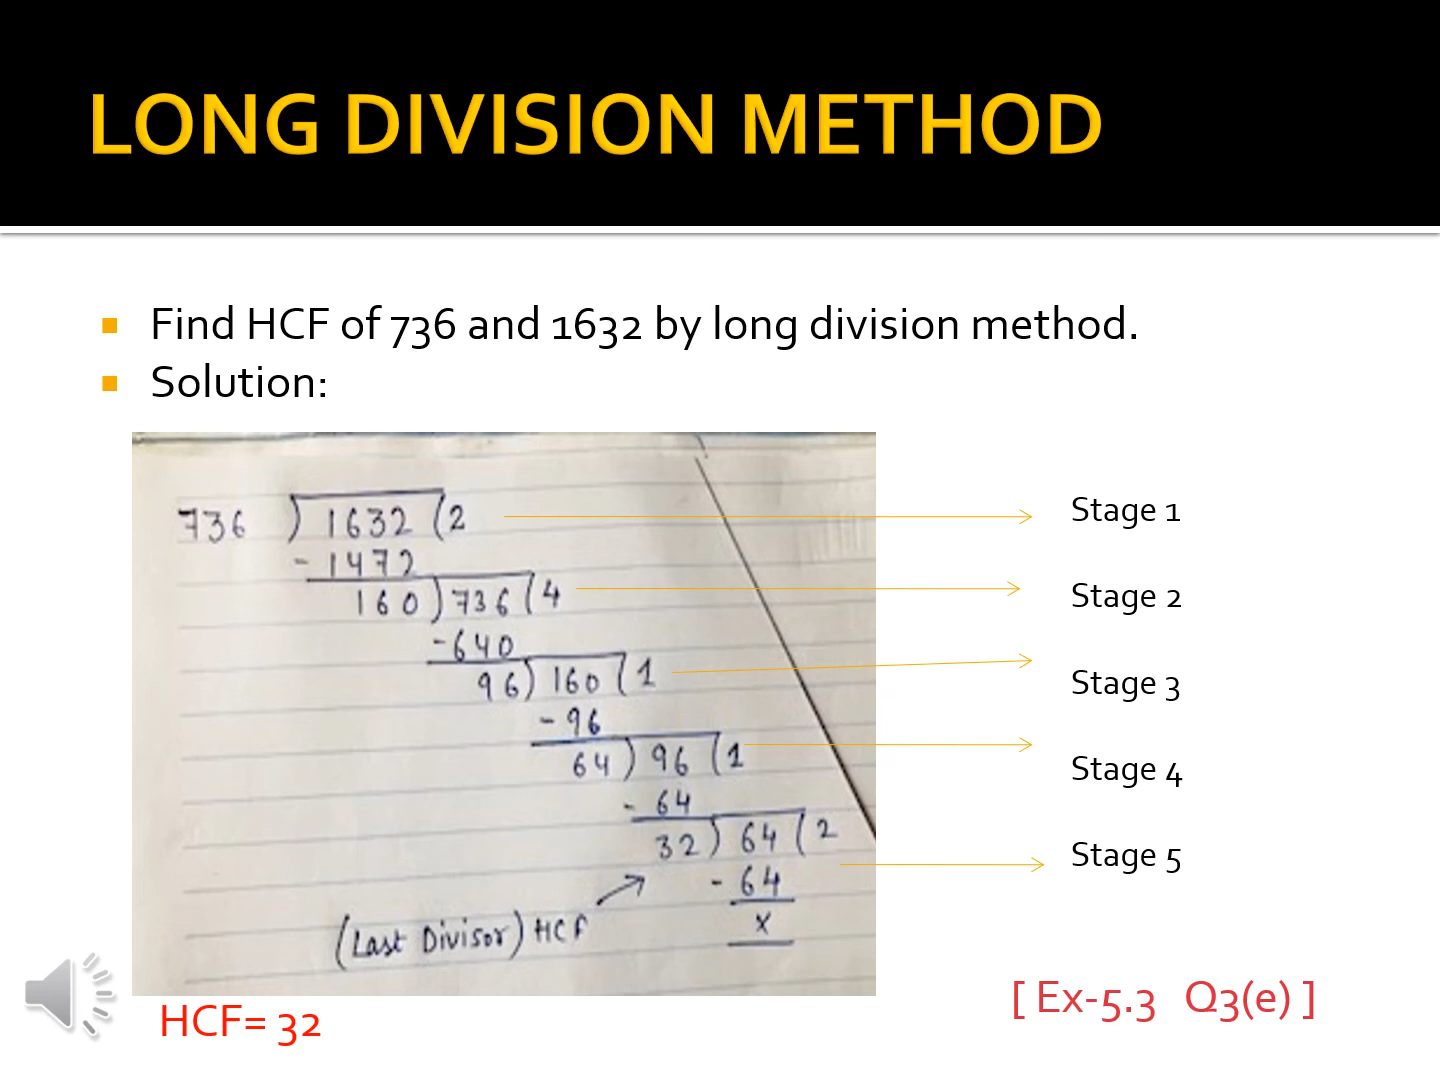 LONG DIVISION METHOD
Find HCF of 736 and 1632 by long division method.
Solution:
736 ) 1632 ( 2
- 1472
160 ) 736 ( 4
- 640
96 ) 160 ( 1
- 96
64 ) 96 ( 1
- 64
32 ) 64 ( 2
- 64
x
(Last Divisor) HCF
Stage 1
Stage 2
Stage 3
Stage 4
Stage 5
HCF= 32
[ Ex-5.3 Q3(e) ]